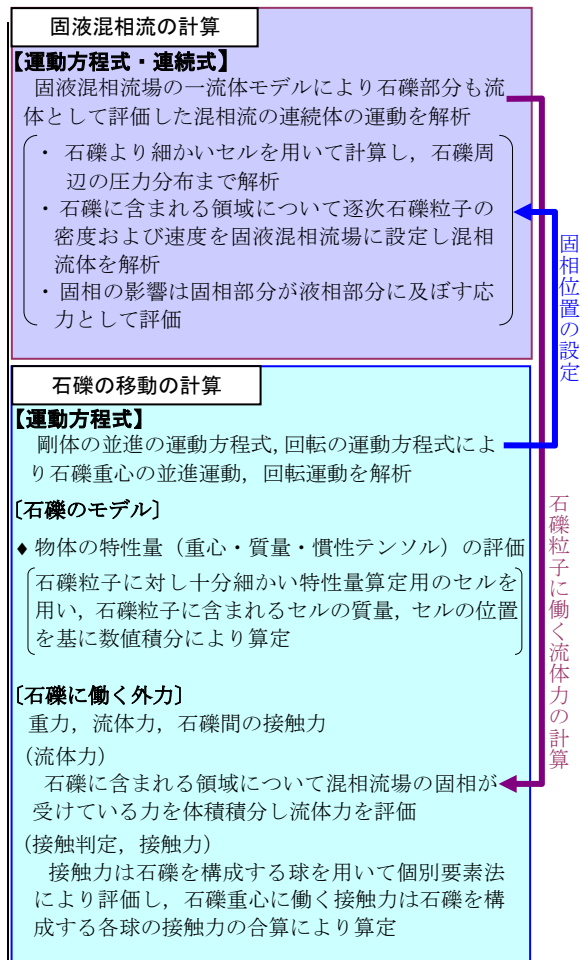 固液混相流の計算
【運動方程式・連続式】
固液混相流場の一流体モデルにより石礫部分も流
体として評価した混相流の連続体の運動を解析
・ 石礫より細かいセルを用いて計算し，石礫周
辺の圧力分布まで解析
・石礫に含まれる領域について逐次石礫粒子の
密度および速度を固液混相流場に設定し混相
流体を解析
・固相の影響は固相部分が液相部分に及ぼす応
力として評価
固相位置の設定
石礫の移動の計算
【運動方程式】
剛体の並進の運動方程式,回転の運動方程式によ
り石礫重心の並進運動，回転運動を解析
〔石礫のモデル〕
♦物体の特性量（重心・質量・慣性テンソル）の評価
石礫粒子に対し十分細かい特性量算定用のセルを
用い，石礫粒子に含まれるセルの質量，セルの位置
を基に数値積分により算定
〔石礫に働く外力〕
重力，流体力，石礫間の接触力
(流体力)
石礫に含まれる領域について混相流場の固相が
受けている力を体積積分し流体力を評価
(接触判定，接触力)
接触力は石礫を構成する球を用いて個別要素法
により評価し，石礫重心に働く接触力は石礫を構
成する各球の接触力の合算により算定
石礫粒子に働く流体力の計算